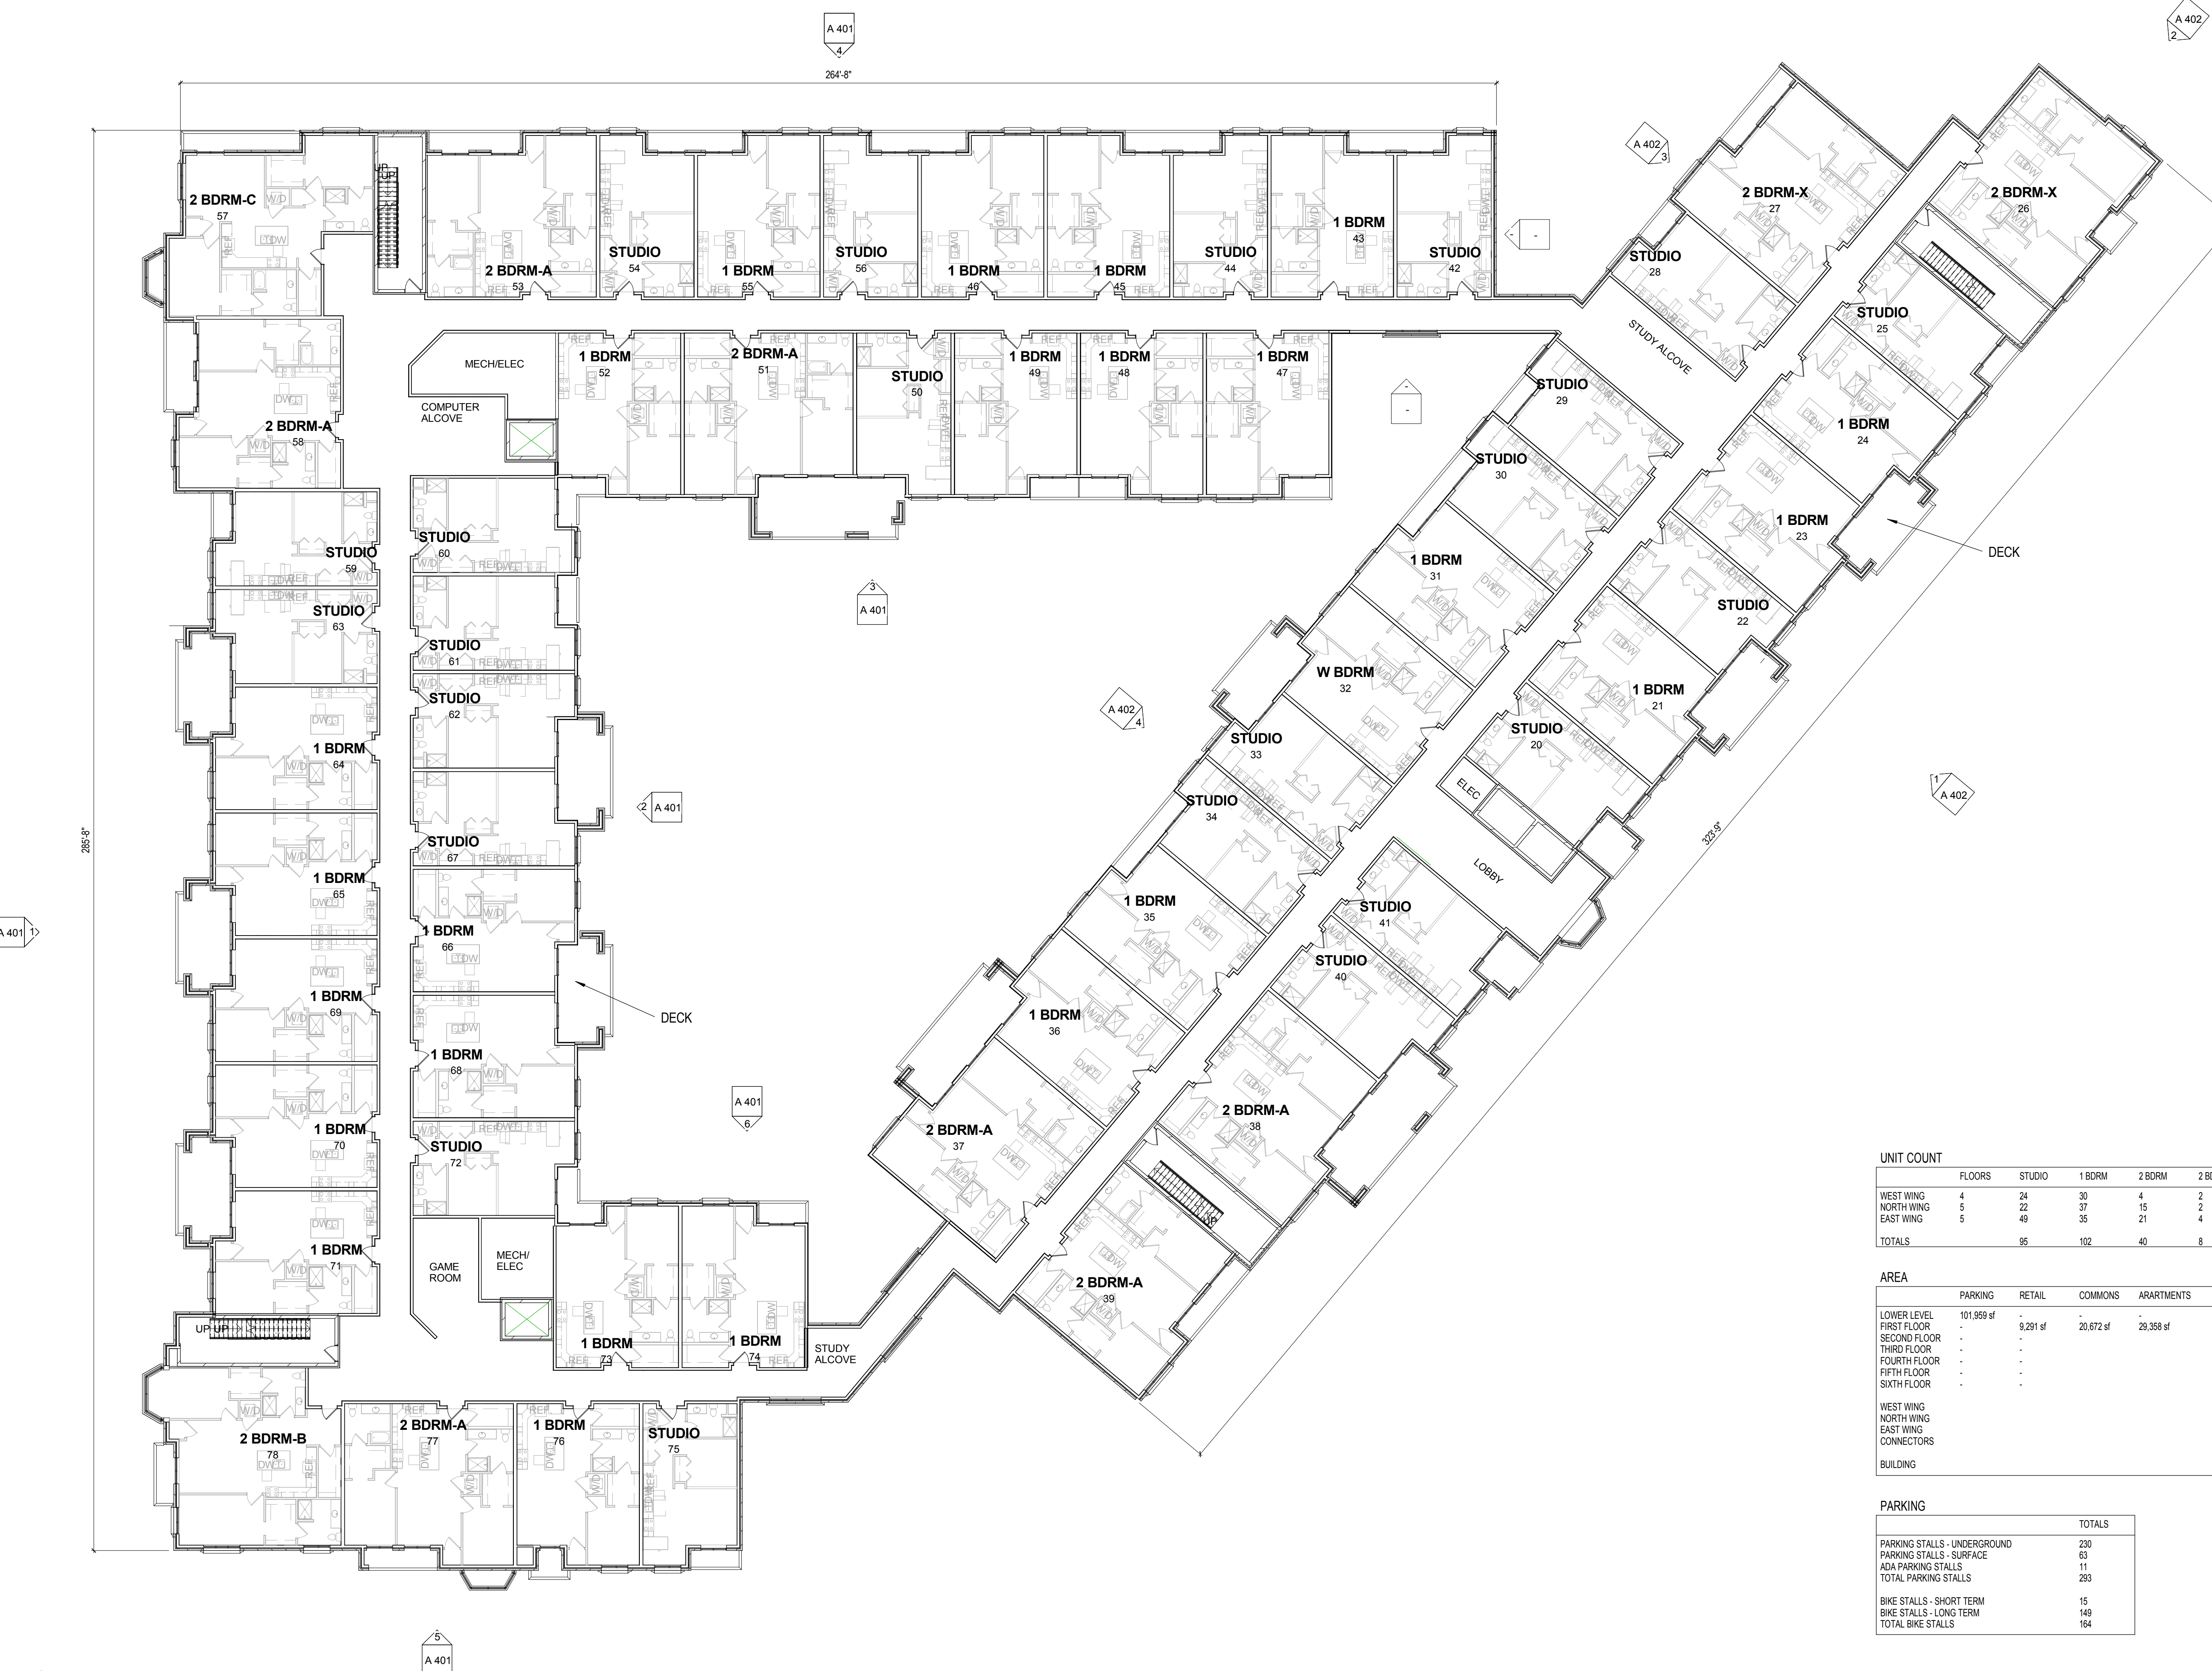 A 401
4
A 402
2
264'-8"
A 402
3
2 BDRM-C
57
UP
UP
2 BDRM-A
53
STUDIO
54
1 BDRM
55
STUDIO
56
1 BDRM
46
1 BDRM
45
STUDIO
44
1 BDRM
43
STUDIO
42
-
-
2 BDRM-X
27
2 BDRM-X
26
STUDIO
28
STUDY ALCOVE
STUDIO
25
MECH/ELEC
COMPUTER
ALCOVE
1 BDRM
52
2 BDRM-A
51
STUDIO
50
1 BDRM
49
1 BDRM
48
1 BDRM
47
-
-
STUDIO
29
1 BDRM
24
2 BDRM-A
58
STUDIO
30
1 BDRM
23
DECK
STUDIO
59
STUDIO
60
1 BDRM
31
STUDIO
63
STUDIO
61
3
A 401
STUDIO
22
STUDIO
62
W BDRM
32
1 BDRM
21
A 402
4
STUDIO
20
1 BDRM
64
STUDIO
33
ELEC
2
A 401
STUDIO
34
1
A 402
285'-8"
323'-9"
STUDIO
67
LOBBY
1 BDRM
65
STUDIO
41
1 BDRM
66
1 BDRM
35
A 401
1
STUDIO
40
1 BDRM
69
DECK
1 BDRM
36
1 BDRM
68
A 401
6
2 BDRM-A
38
1 BDRM
70
STUDIO
72
2 BDRM-A
37
1 BDRM
71
GAME
ROOM
MECH/
ELEC
2 BDRM-A
39
UP UP
1 BDRM
73
1 BDRM
74
STUDY
ALCOVE
2 BDRM-B
78
2 BDRM-A
77
1 BDRM
76
STUDIO
75
5
A 401
UNIT COUNT
FLOORS STUDIO 1 BDRM 2 BDRM 2 BD
WEST WING 4 24 30 4 2
NORTH WING 5 22 37 15 2
EAST WING 5 49 35 21 4
TOTALS 95 102 40 8
AREA
PARKING RETAIL COMMONS ARARTMENTS
LOWER LEVEL 101,959 sf - - -
FIRST FLOOR - 9,291 sf 20,672 sf 29,358 sf
SECOND FLOOR - -
THIRD FLOOR - -
FOURTH FLOOR - -
FIFTH FLOOR - -
SIXTH FLOOR - -
WEST WING
NORTH WING
EAST WING
CONNECTORS
BUILDING
PARKING
TOTALS
PARKING STALLS - UNDERGROUND 230
PARKING STALLS - SURFACE 63
ADA PARKING STALLS 11
TOTAL PARKING STALLS 293
BIKE STALLS - SHORT TERM 15
BIKE STALLS - LONG TERM 149
TOTAL BIKE STALLS 164